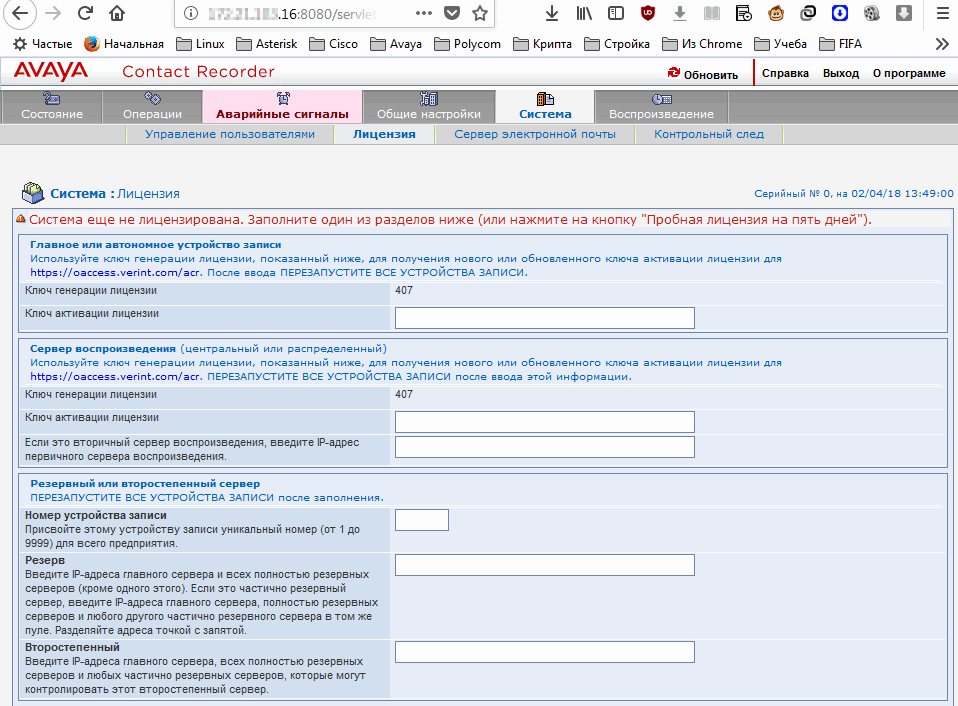 .16:8080/servlet
Частые Начальная Linux Asterisk Cisco Avaya Polycom Крипта Стройка Из Chrome Учеба FIFA
AVAYA Contact Recorder Обновить Справка Выход О программе
Состояние Операции Аварийные сигналы Общие настройки Система Воспроизведение
Управление пользователями Лицензия Сервер электронной почты Контрольный след
Система : Лицензия Серийный № 0, на 02/04/18 13:49:00
Система еще не лицензирована. Заполните один из разделов ниже (или нажмите на кнопку "Пробная лицензия на пять дней").
Главное или автономное устройство записи
Используйте ключ генерации лицензии, показанный ниже, для получения нового или обновленного ключа активации лицензии для
https://oaccess.verint.com/acr. После ввода ПЕРЕЗАПУСТИТЕ ВСЕ УСТРОЙСТВА ЗАПИСИ.
Ключ генерации лицензии 407
Ключ активации лицензии
Сервер воспроизведения (центральный или распределенный)
Используйте ключ генерации лицензии, показанный ниже, для получения нового или обновленного ключа активации лицензии для
https://oaccess.verint.com/acr. ПЕРЕЗАПУСТИТЕ ВСЕ УСТРОЙСТВА ЗАПИСИ после ввода этой информации.
Ключ генерации лицензии 407
Ключ активации лицензии
Если это вторичный сервер воспроизведения, введите IP-адрес
первичного сервера воспроизведения.
Резервный или второстепенный сервер
ПЕРЕЗАПУСТИТЕ ВСЕ УСТРОЙСТВА ЗАПИСИ после заполнения.
Номер устройства записи
Присвойте этому устройству записи уникальный номер (от 1 до
9999) для всего предприятия.
Резерв
Введите IP-адреса главного сервера и всех полностью резервных
серверов (кроме одного этого). Если это частично резервный
сервер, введите IP-адреса главного сервера, полностью резервных
серверов и любого другого частично резервного сервера в том же
пуле. Разделяйте адреса точкой с запятой.
Второстепенный
Введите IP-адреса главного сервера, всех полностью резервных
серверов и любых частично резервных серверов, которые могут
контролировать этот второстепенный сервер.